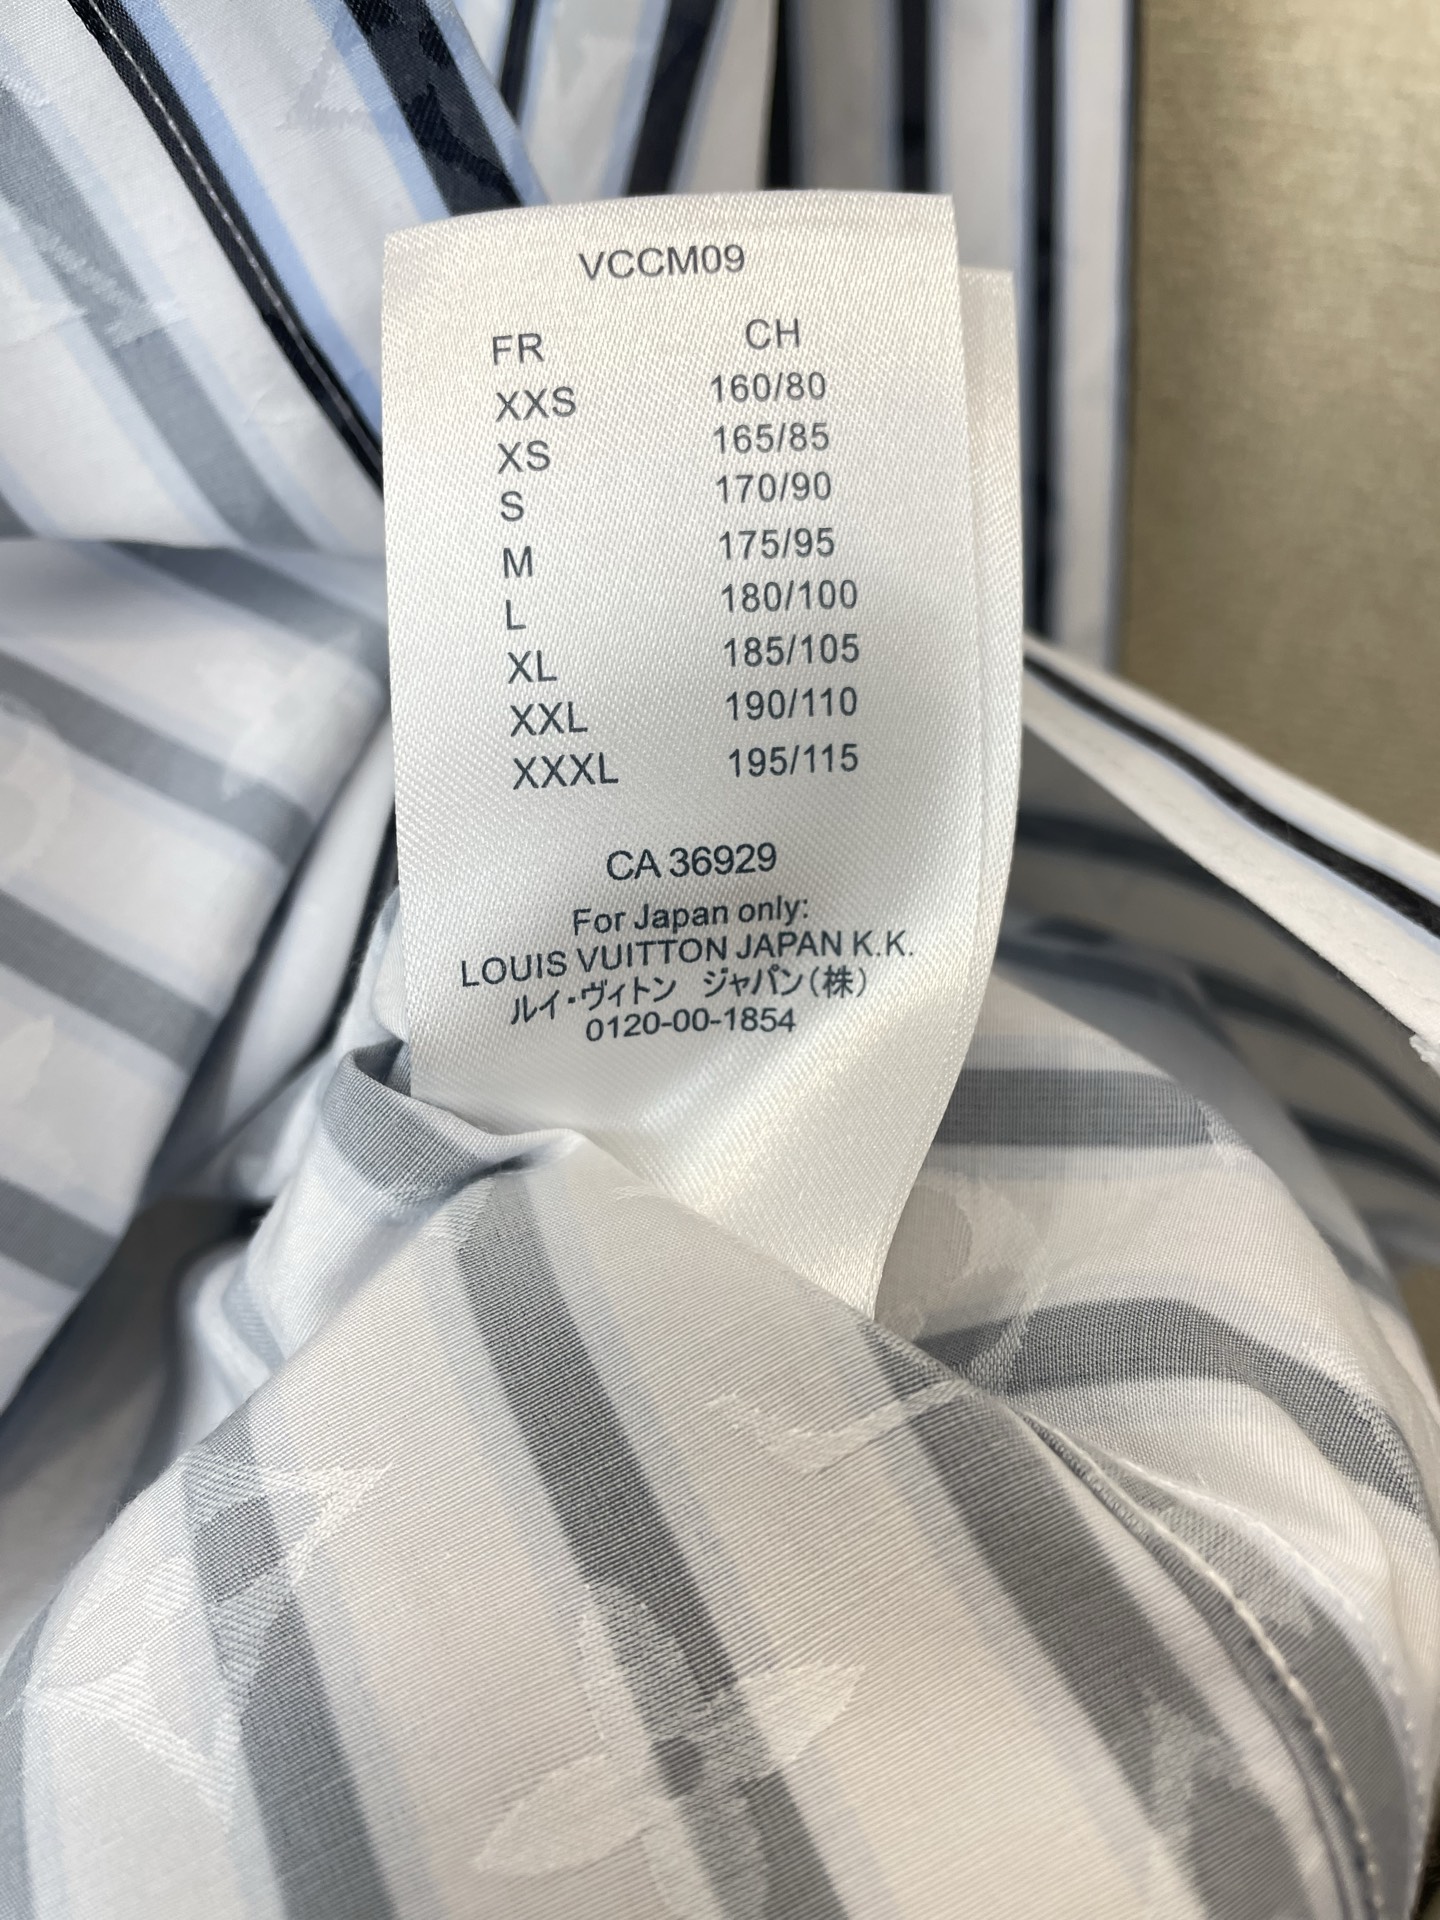 VCCM09
FR CH
XXS 160/80
XS 165/85
S 170/90
M 175/95
L 180/100
XL 185/105
XXL 190/110
XXXL 195/115
CA 36929
For Japan only:
LOUIS VUITTON JAPAN K.K.
ルイ・ヴィトン ジャパン(株)
0120-00-1854